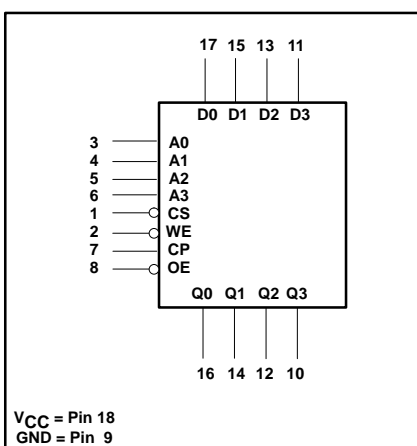 17 15 13 11
D0 D1 D2 D3
3 A0
4 A1
5 A2
6 A3
1 CS
2 WE
7 CP
8 OE
Q0 Q1 Q2 Q3
16 14 12 10
VCC = Pin 18
GND = Pin 9